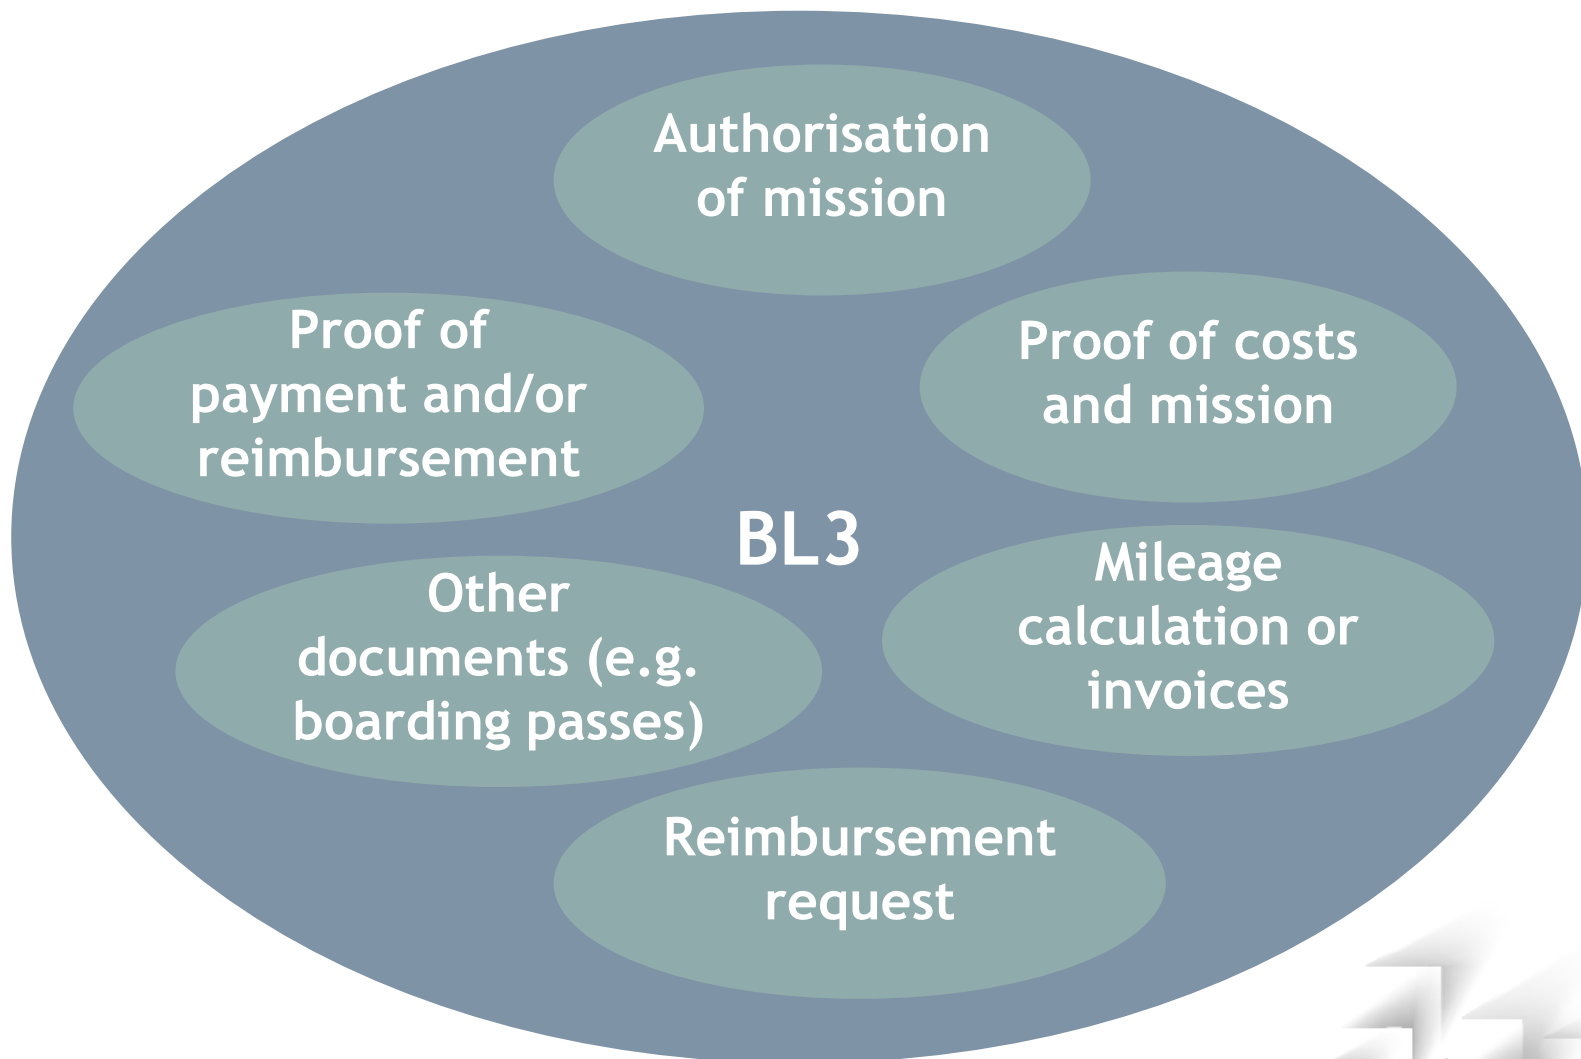 Authorisation
of mission
Proof of
payment and/or
reimbursement
Proof of costs
and mission
BL3
Other
documents (e.g.
boarding passes)
Mileage
calculation or
invoices
Reimbursement
request